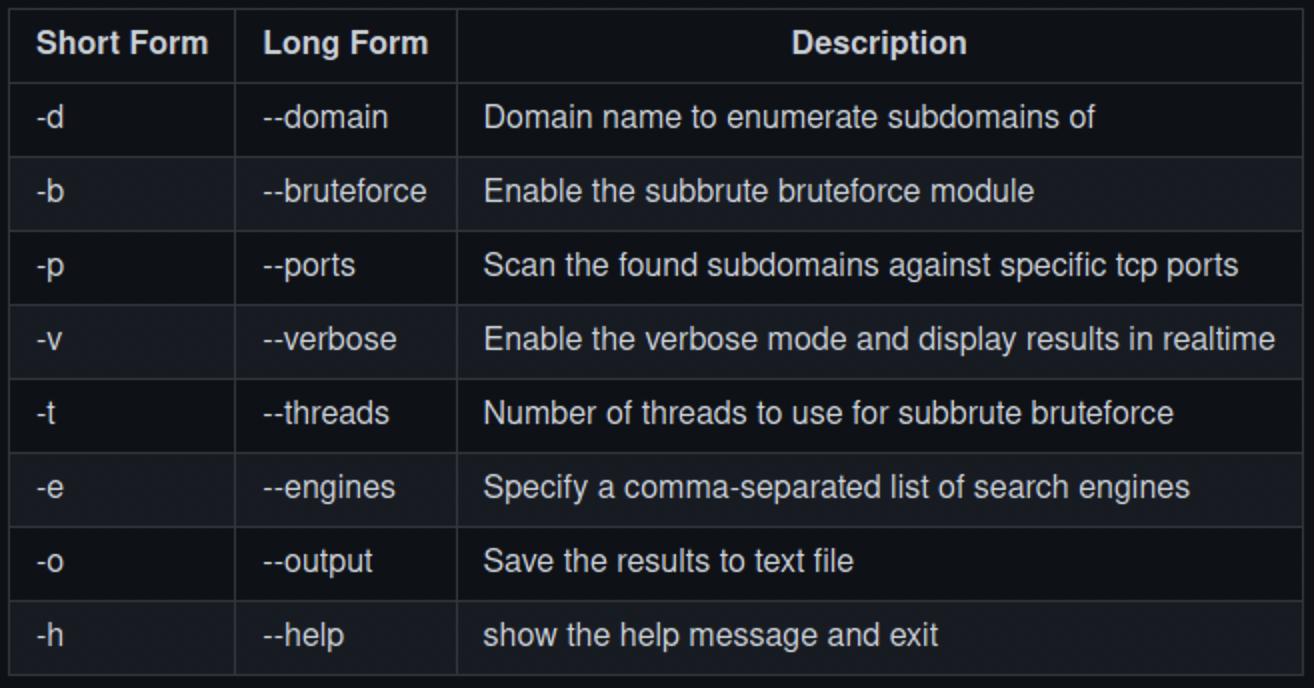 Short Form Long Form Description
-d --domain Domain name to enumerate subdomains of
-b --bruteforce Enable the subbrute bruteforce module
-p --ports Scan the found subdomains against specific tcp ports
-v --verbose Enable the verbose mode and display results in realtime
-t --threads Number of threads to use for subbrute bruteforce
-e --engines Specify a comma-separated list of search engines
-o --output Save the results to text file
-h --help show the help message and exit